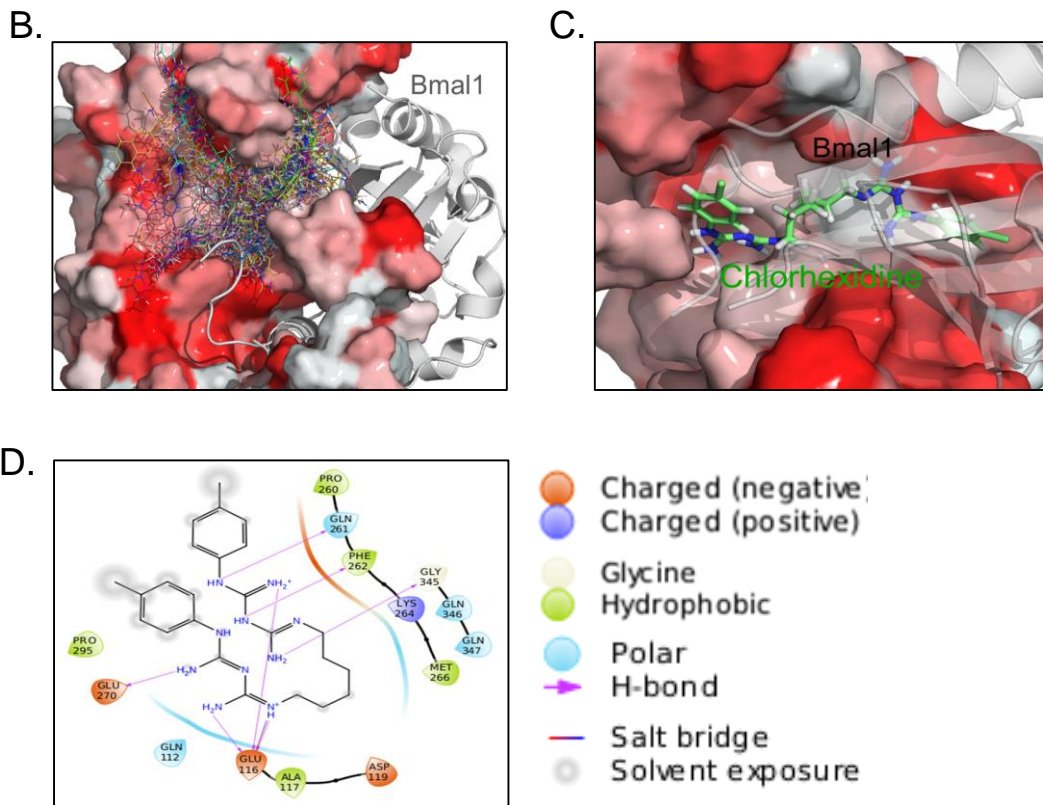 B.
Bmal1
C.
Bmal1
Chlorhexidine
D.
PRO
260
GLN
261
PHE
262
GLY
345
LYS
264
GLN
346
GLN
347
MET
266
PRO
295
GLU
270
GLN
112
GLU
116
ALA
117
ASP
119
HN
NH₂⁺
HN
N
NH
NH₂
H₂N
N
H₂N
N⁺
H
Charged (negative)
Charged (positive)
Glycine
Hydrophobic
Polar
H-bond
Salt bridge
Solvent exposure